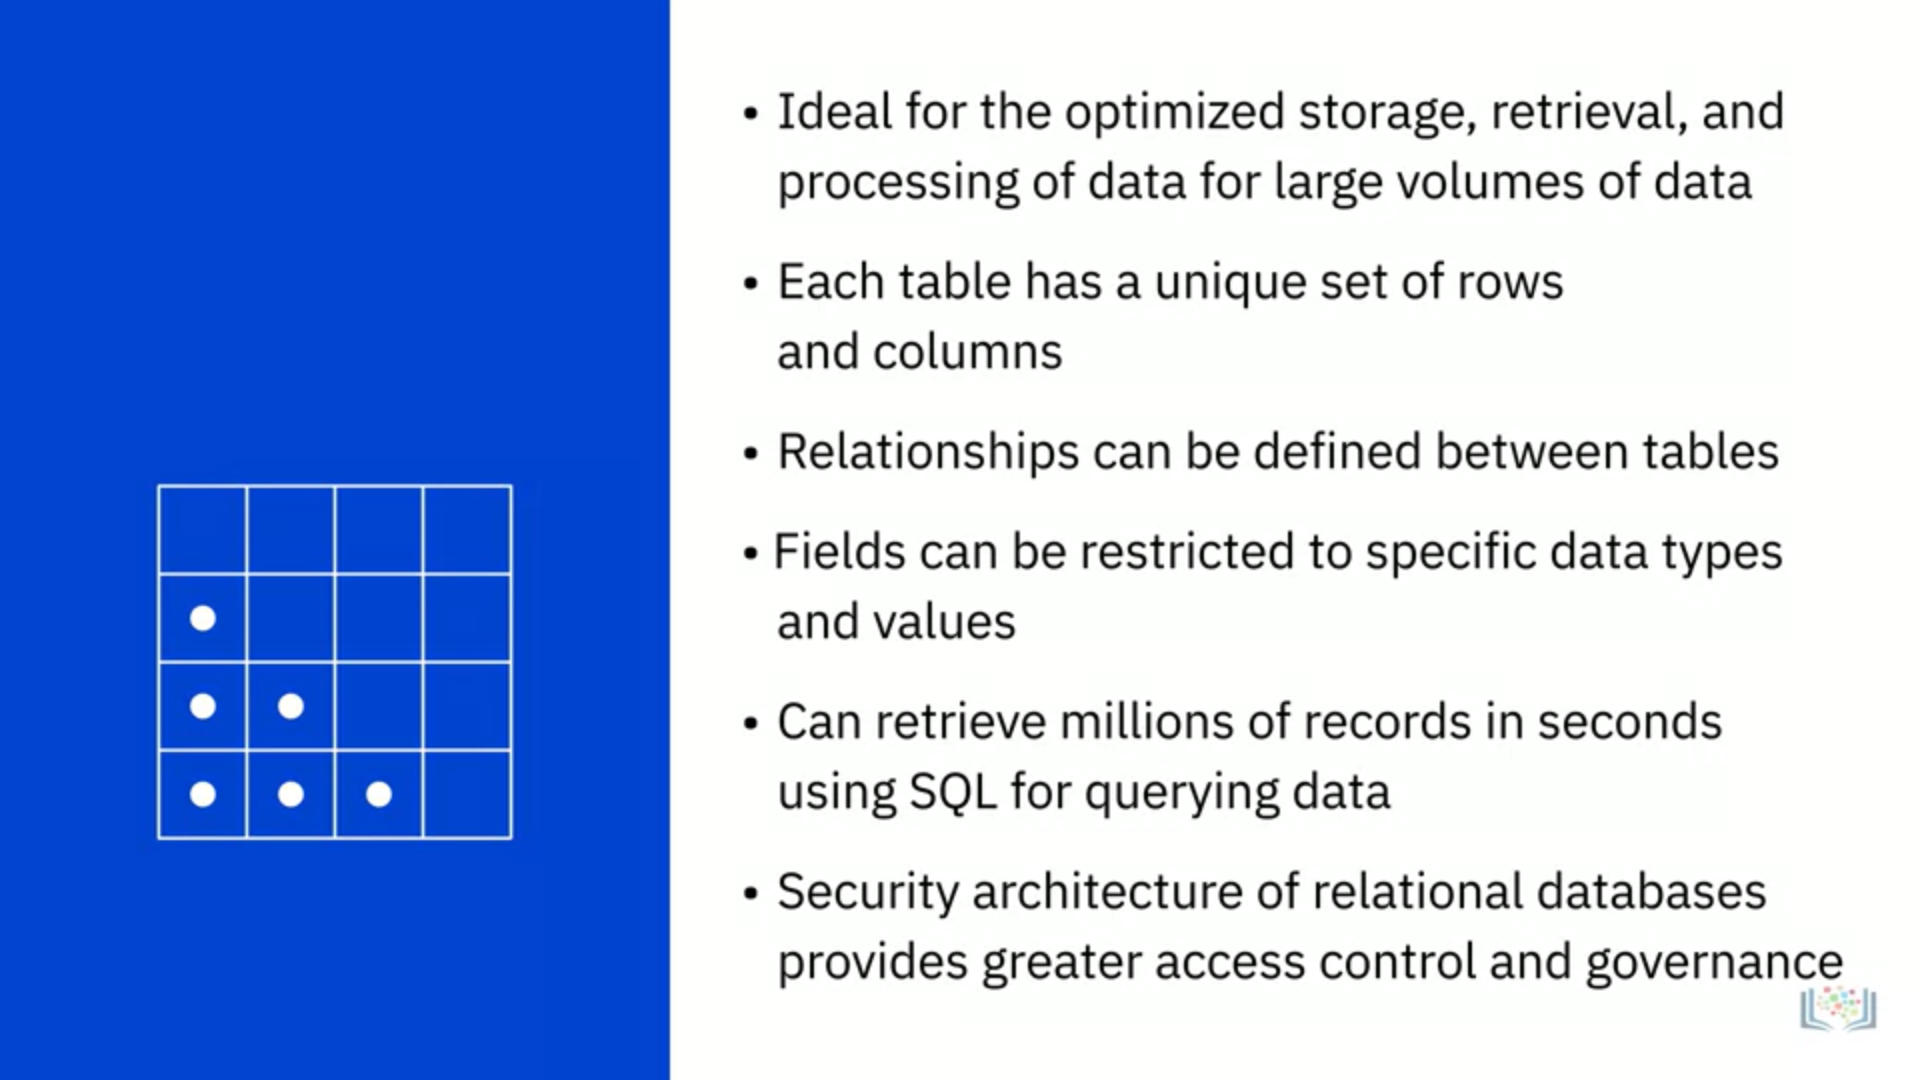 • Ideal for the optimized storage, retrieval, and
processing of data for large volumes of data
• Each table has a unique set of rows
and columns
• Relationships can be defined between tables
• Fields can be restricted to specific data types
and values
• Can retrieve millions of records in seconds
using SQL for querying data
• Security architecture of relational databases
provides greater access control and governance